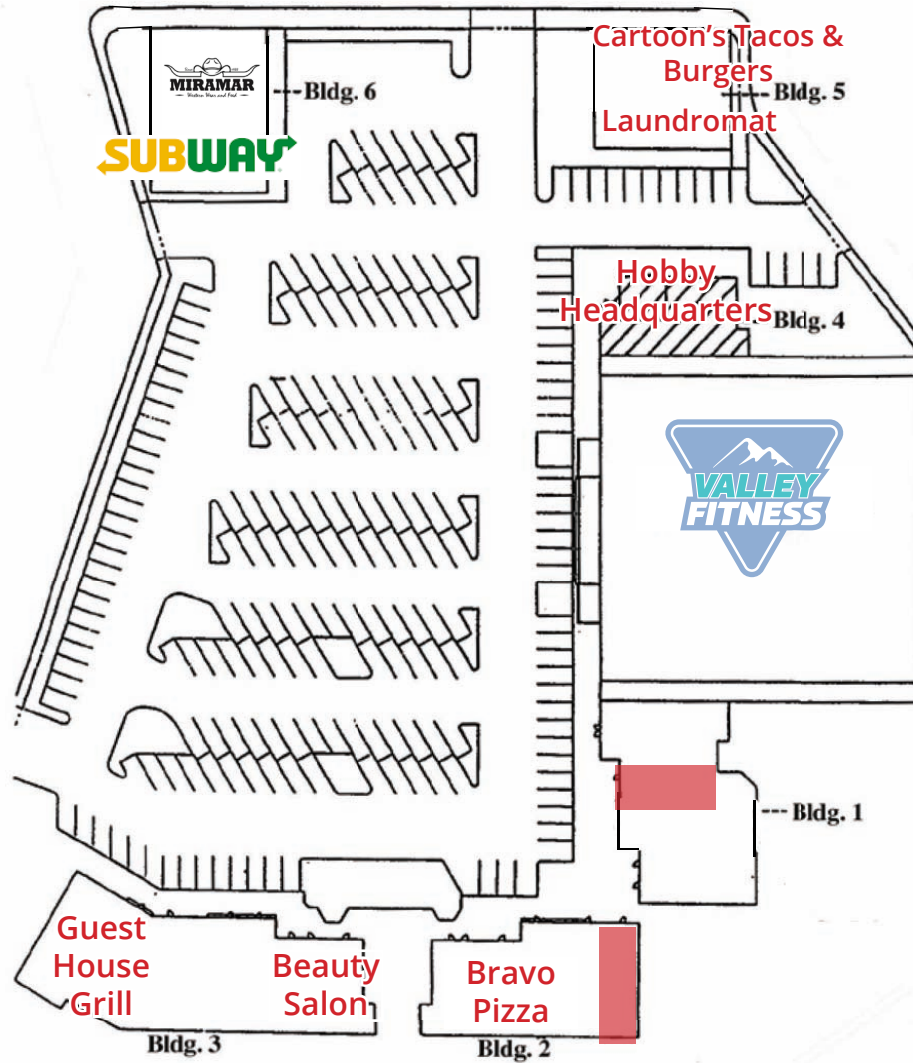 Cartoon's Tacos &
Burgers
MIRAMAR
Western Wear and Feed
Bldg. 6
Bldg. 5
Laundromat
SUBWAY
Hobby
Headquarters
Bldg. 4
VALLEY
FITNESS
Bldg. 1
Guest
House
Grill
Beauty
Salon
Bravo
Pizza
Bldg. 3
Bldg. 2